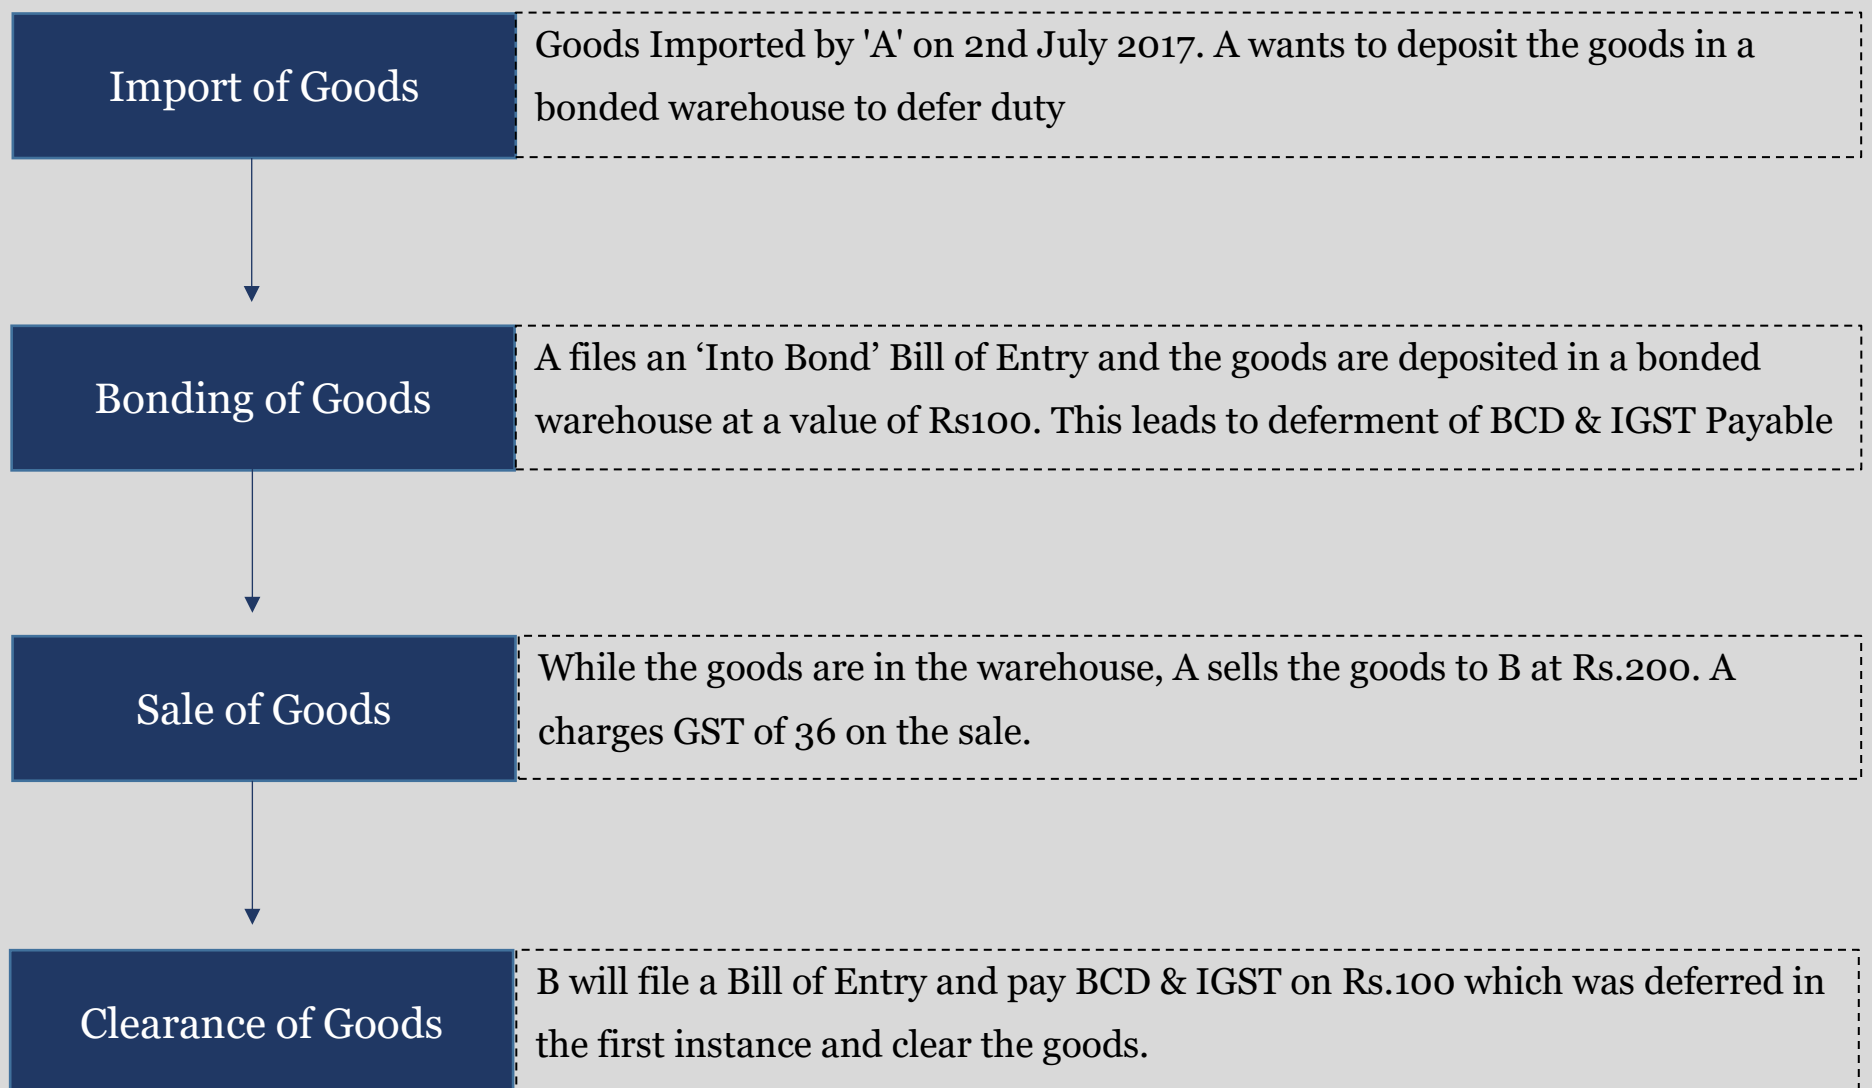 Import of Goods
Goods Imported by 'A' on 2nd July 2017. A wants to deposit the goods in a
bonded warehouse to defer duty
Bonding of Goods
A files an ‘Into Bond’ Bill of Entry and the goods are deposited in a bonded
warehouse at a value of Rs100. This leads to deferment of BCD & IGST Payable
Sale of Goods
While the goods are in the warehouse, A sells the goods to B at Rs.200. A
charges GST of 36 on the sale.
Clearance of Goods
B will file a Bill of Entry and pay BCD & IGST on Rs.100 which was deferred in
the first instance and clear the goods.